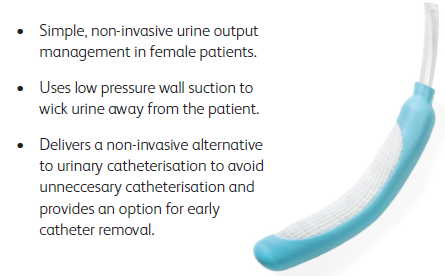 • Simple, non-invasive urine output
management in female patients.
• Uses low pressure wall suction to
wick urine away from the patient.
• Delivers a non-invasive alternative
to urinary catheterisation to avoid
unneccesary catheterisation and
provides an option for early
catheter removal.